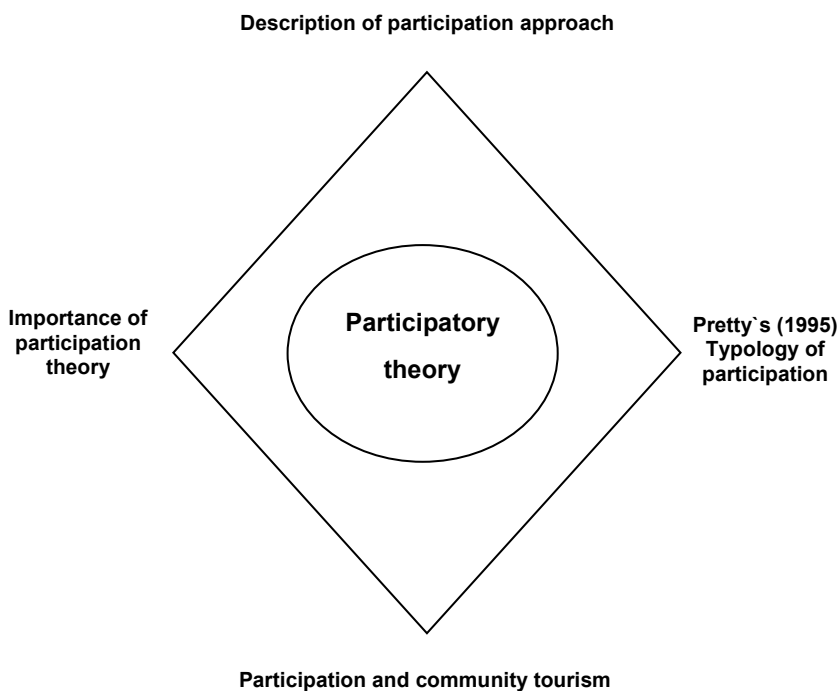 Description of participation approach
Importance of
participation
theory
Participatory
theory
Pretty`s (1995)
Typology of
participation
Participation and community tourism